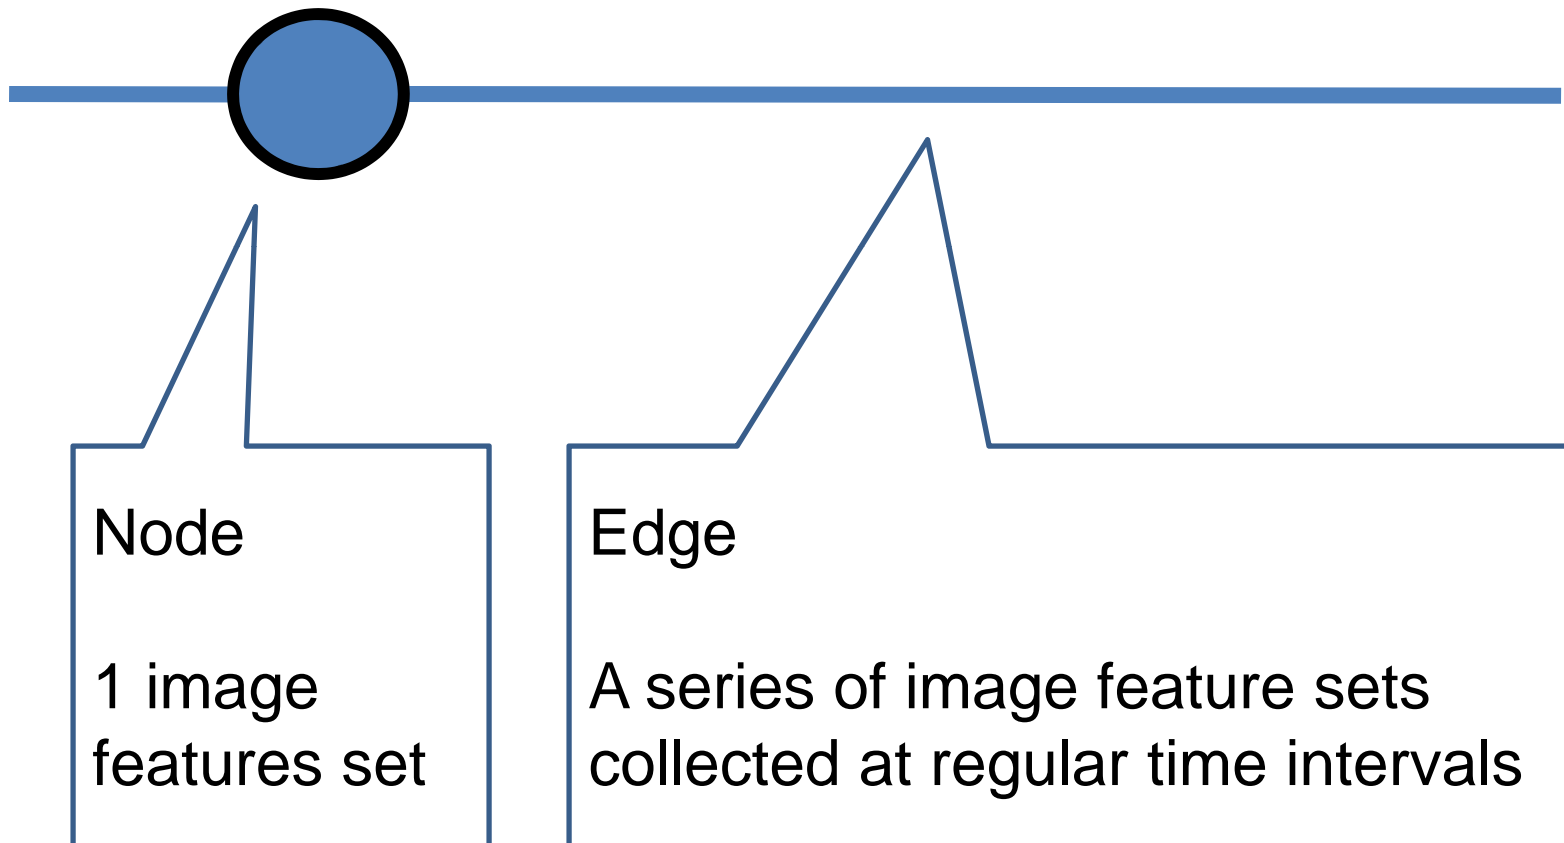 Node
1 image
features set
Edge
A series of image feature sets
collected at regular time intervals